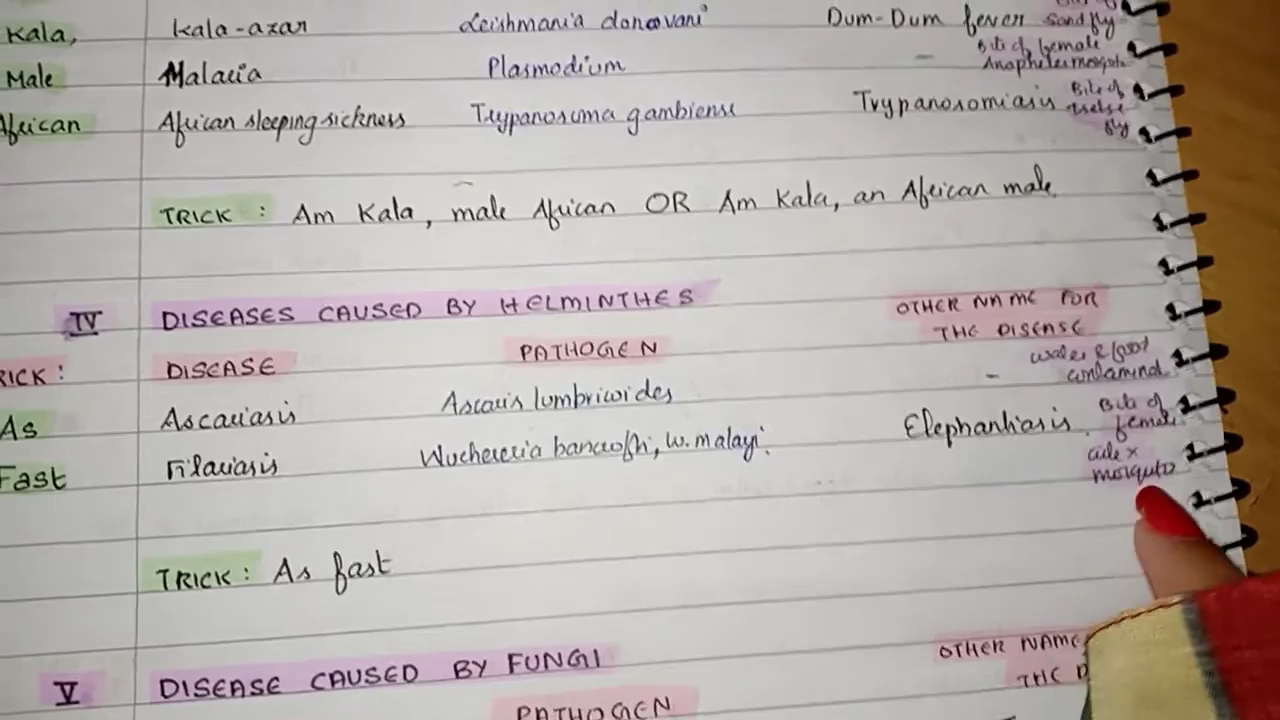 Kala, kala-azar Leishmania donovani Dum-Dum fever Sand fly
Male Malaria Plasmodium - Bite of female Anopheles mosquito
African African sleeping sickness Trypanosoma gambiense Trypanosomiasis Bite of tsetse fly
TRICK : Am Kala, male African OR Am Kala, an African male.
IV DISEASES CAUSED BY HELMINTHES OTHER NAME FOR THE DISEASE
RICK : DISEASE PATHOGEN
As Ascariasis Ascaris lumbricoides - water & food contamind
Fast Filariasis Wuchereria bancrofti, W. malayi. Elephantiasis. Bite of female culex mosquito
TRICK : As fast
V DISEASE CAUSED BY FUNGI OTHER NAME
THE D
PATHOGEN